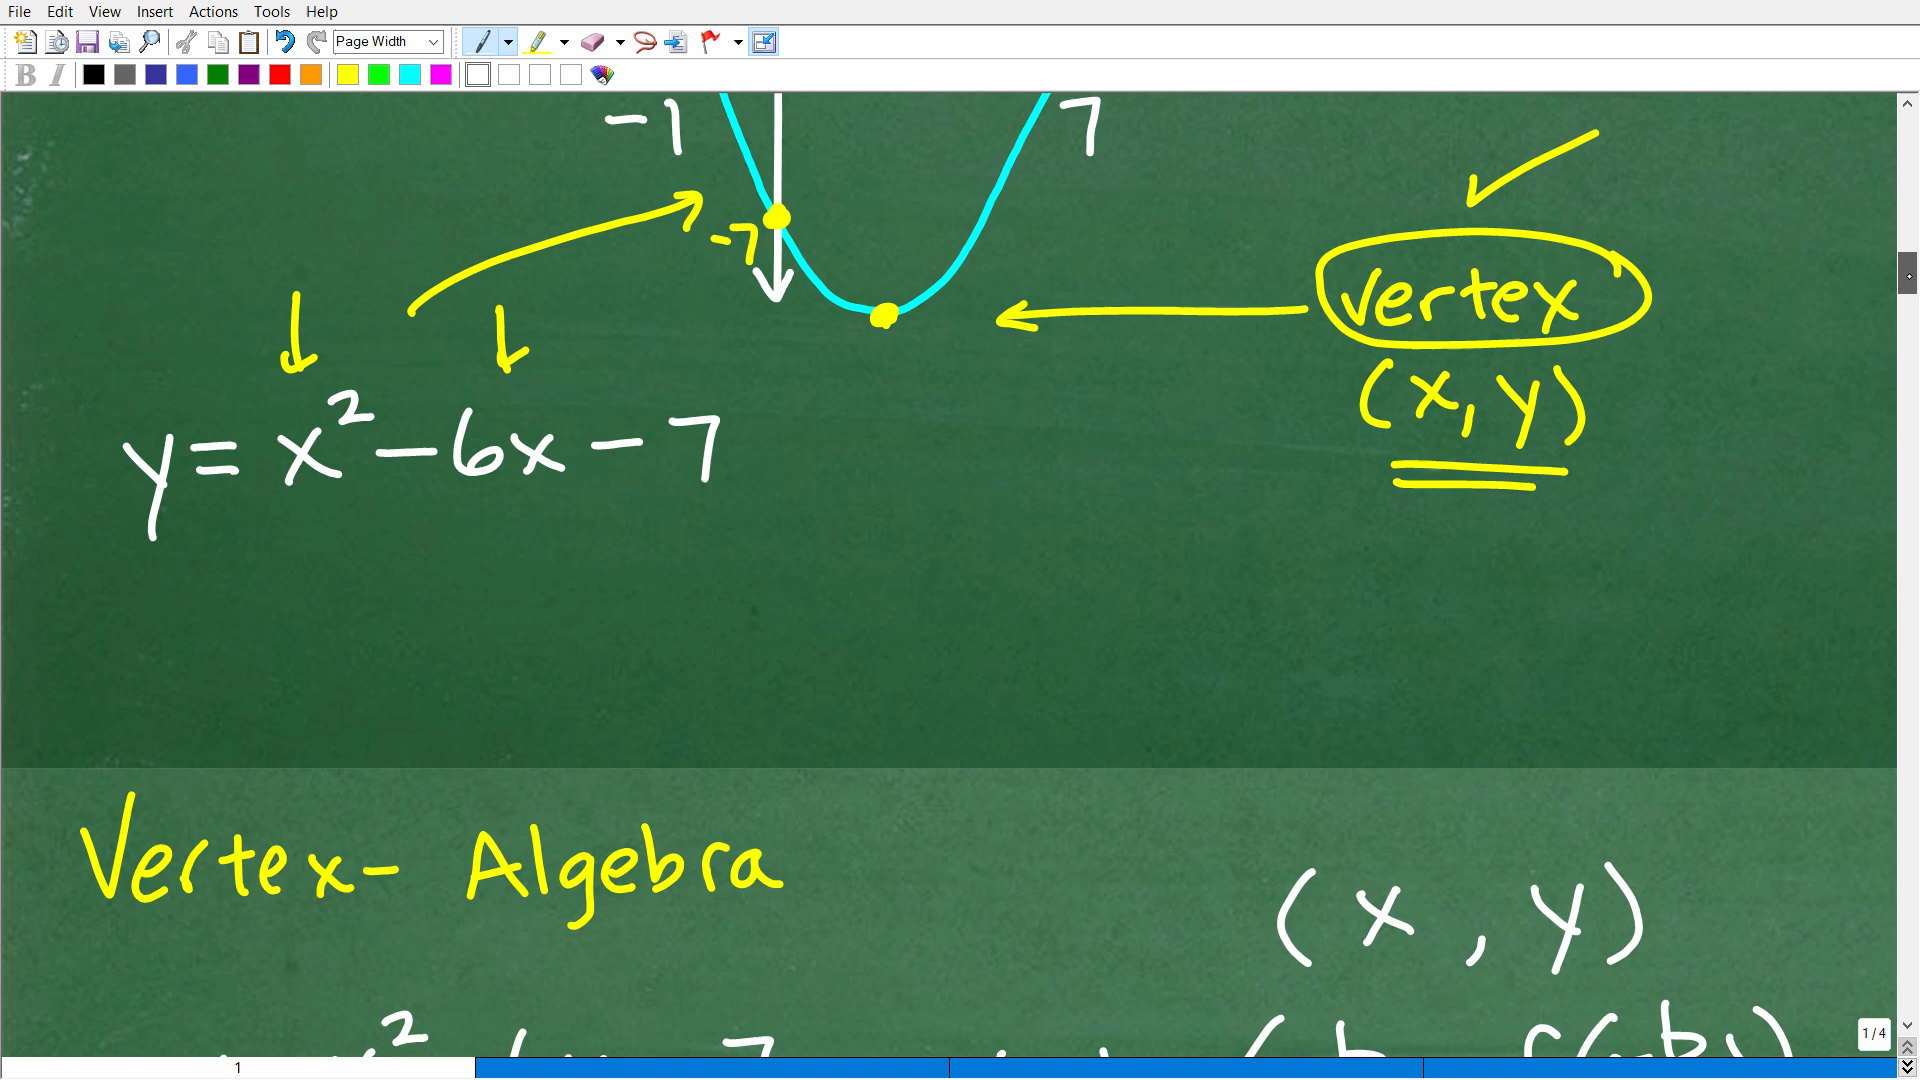 File Edit View Insert Actions Tools Help
Page Width
B I
-1
7
-7
Vertex
(x, y)
y = x² - 6x - 7
Vertex - Algebra
(x, y)
1 / 4
1